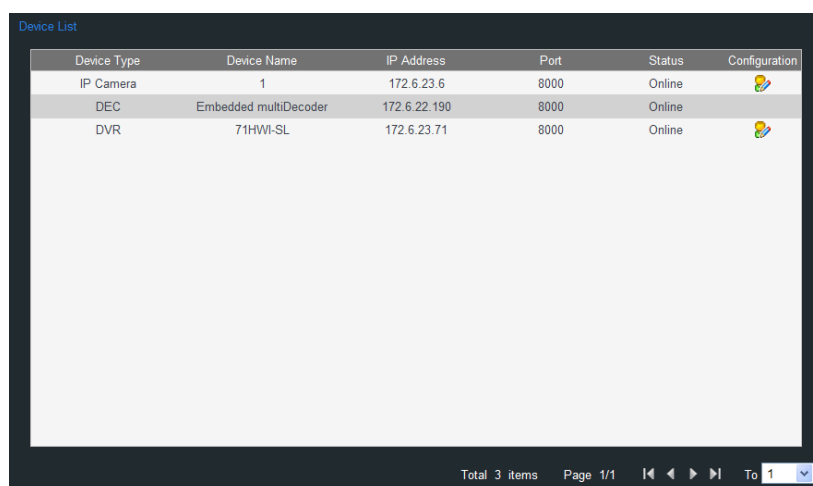 Device List
Device Type Device Name IP Address Port Status Configuration
IP Camera 1 172.6.23.6 8000 Online
DEC Embedded multiDecoder 172.6.22.190 8000 Online
DVR 71HWI-SL 172.6.23.71 8000 Online
Total 3 items Page 1/1 To 1